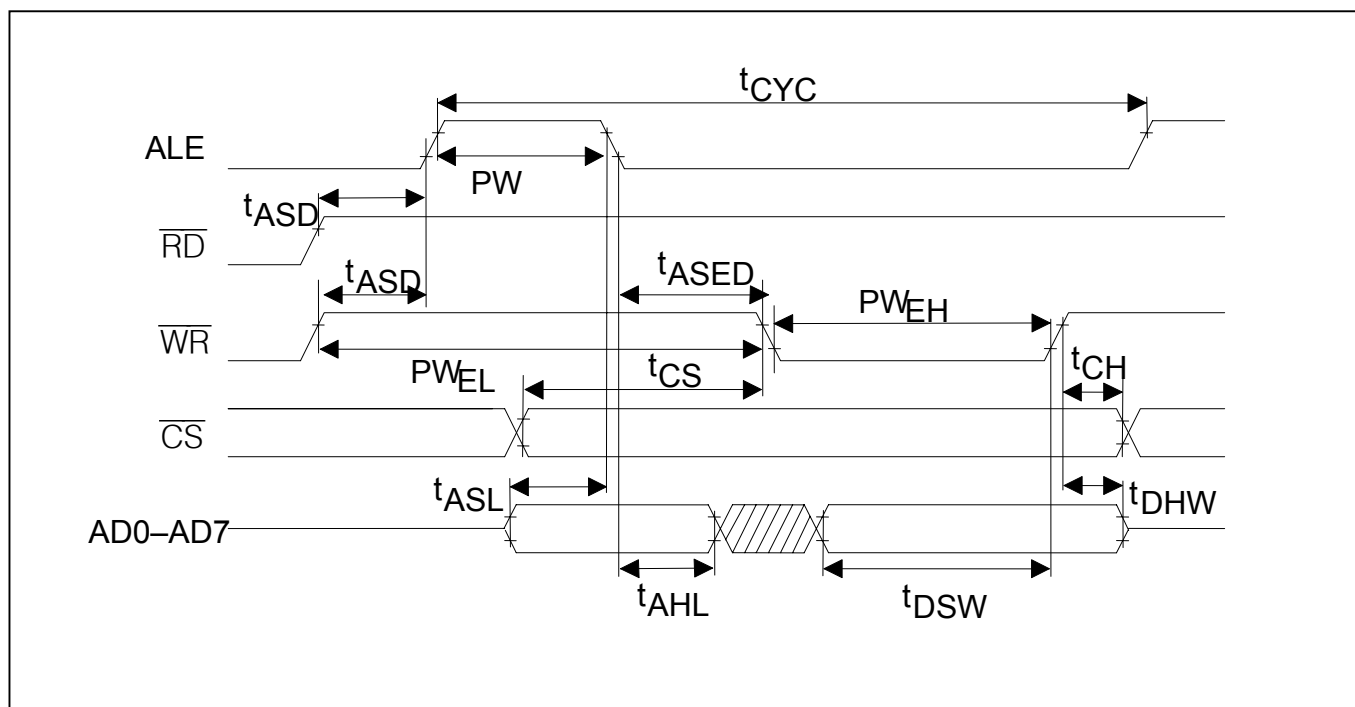 tCYC
ALE
PW
tASD
RD
tASD
tASED
PWEH
WR
PWEL
tCS
tCH
CS
tASL
tDHW
AD0–AD7
tAHL
tDSW